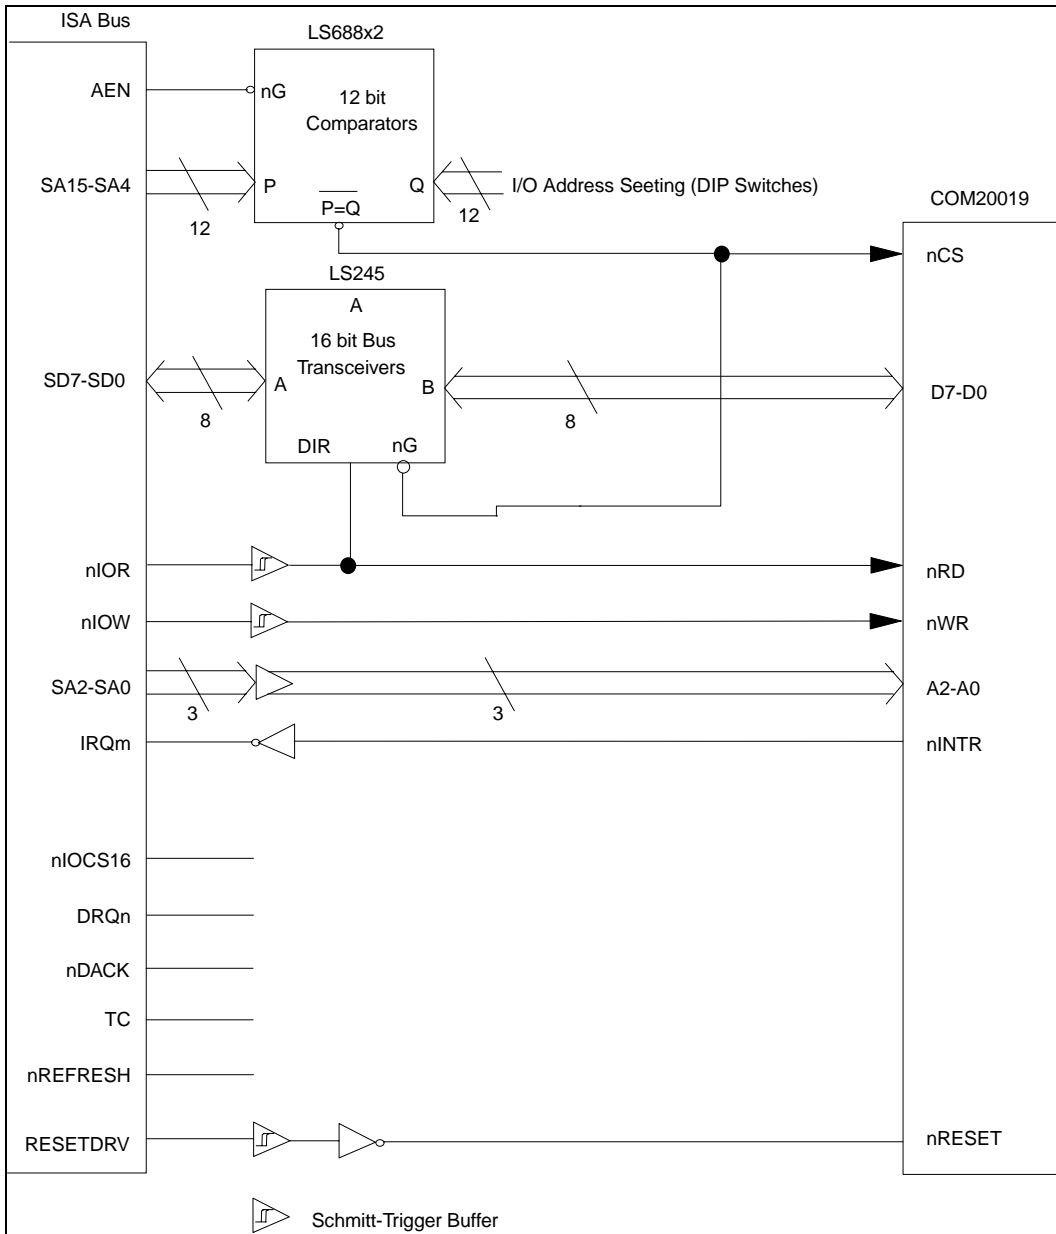 ISA Bus
LS688x2
AEN
nG
12 bit
Comparators
SA15-SA4
P
Q
I/O Address Seeting (DIP Switches)
12
12
P=Q
COM20019
nCS
LS245
A
16 bit Bus
Transceivers
SD7-SD0
A
B
D7-D0
8
8
DIR
nG
nIOR
nRD
nIOW
nWR
SA2-SA0
A2-A0
3
3
IRQm
nINTR
nIOCS16
DRQn
nDACK
TC
nREFRESH
RESETDRV
nRESET
Schmitt-Trigger Buffer